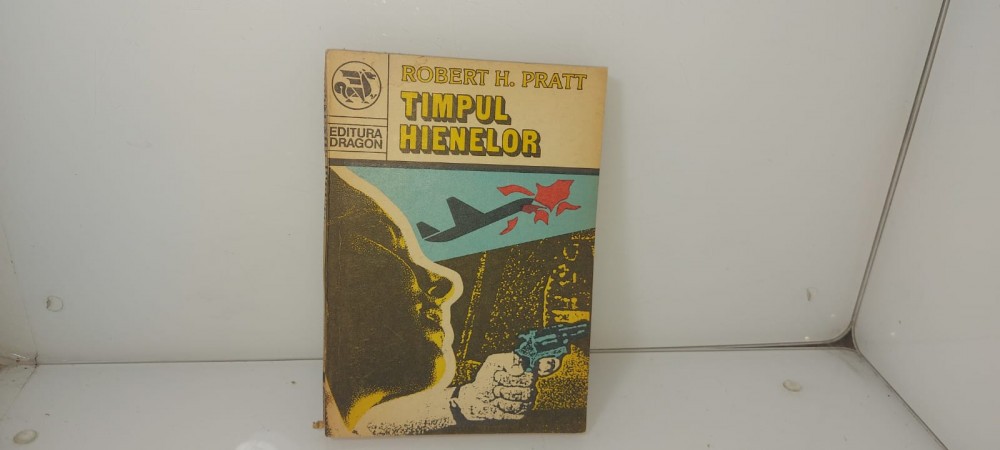 ROBERT H. PRATT
TIMPUL
HIENELOR
EDITURA
DRAGON